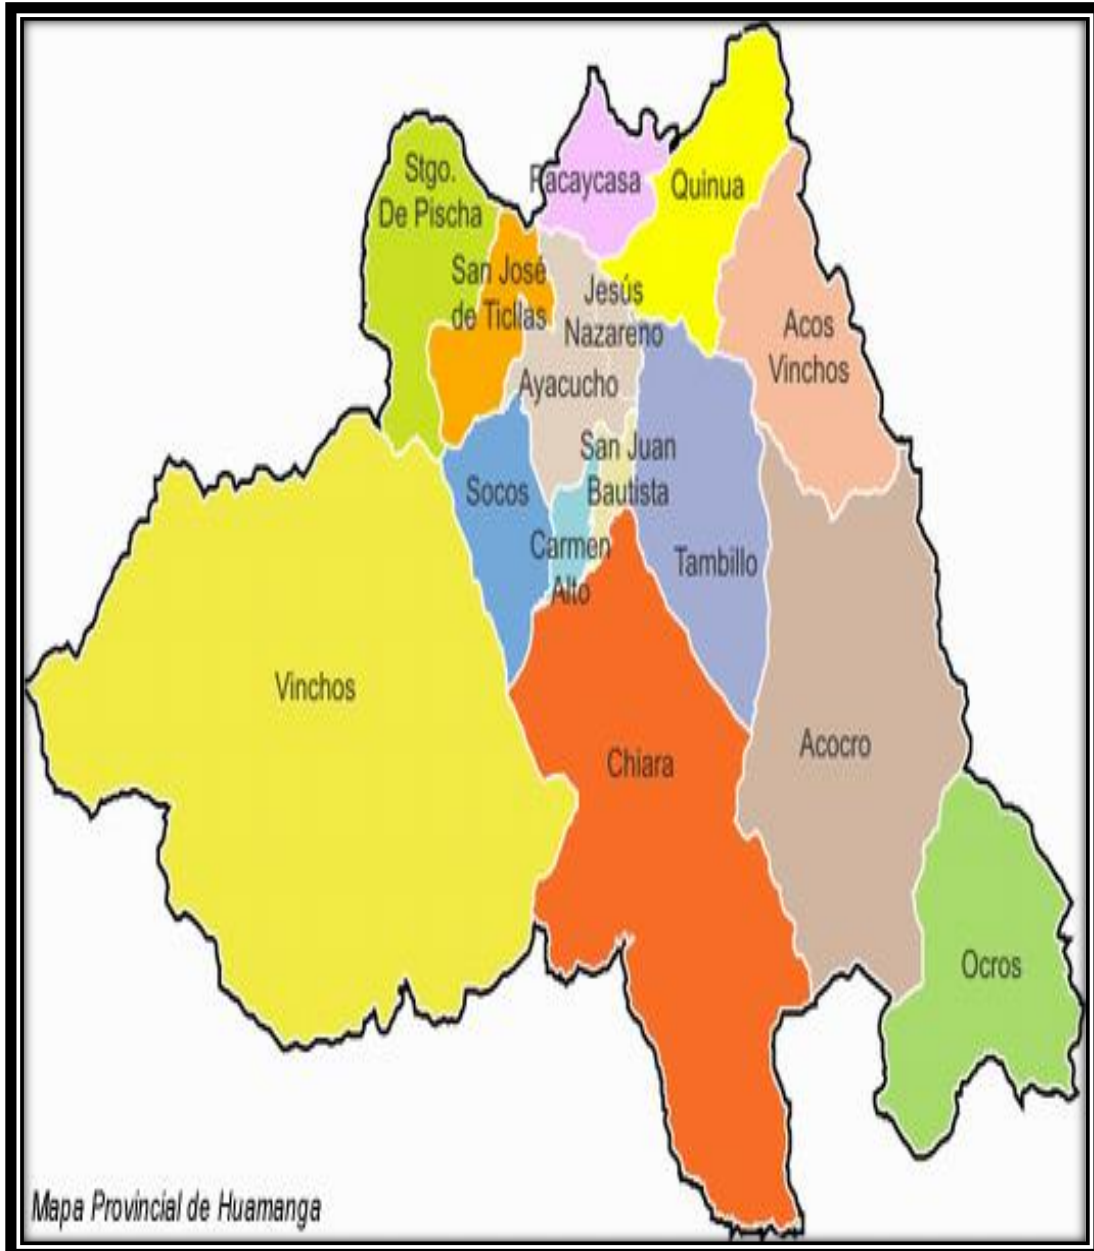 Stgo.
De Pischa
Pacaycasa
Quinua
San José
de Ticllas
Jesús
Nazareno
Acos
Vinchos
Ayacucho
San Juan
Bautista
Socos
Carmen
Alto
Tambillo
Vinchos
Chiara
Acocro
Ocros
Mapa Provincial de Huamanga